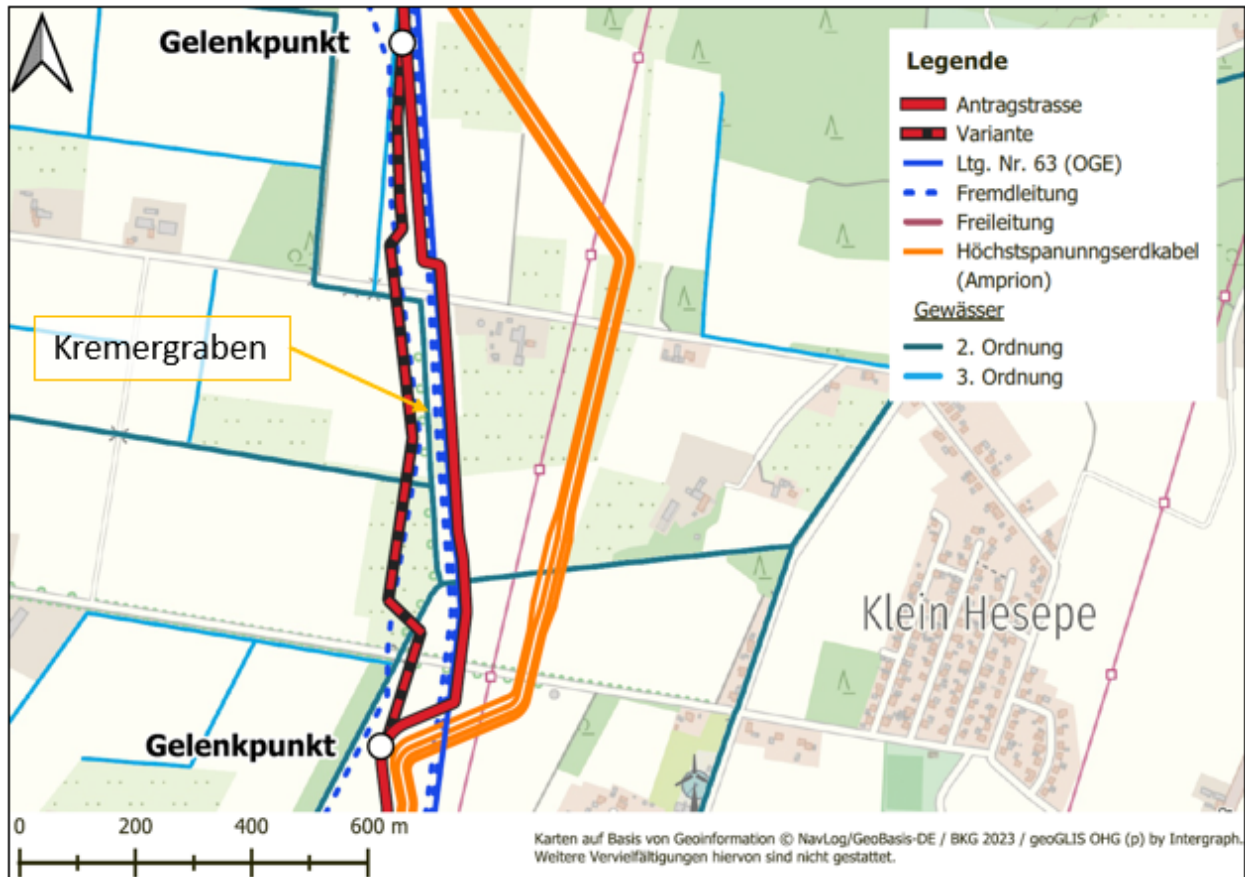 Gelenkpunkt
Legende
Antragstrasse
Variante
Ltg. Nr. 63 (OGE)
Fremdleitung
Freileitung
Höchstspanunngserdkabel
(Amprion)
Gewässer
2. Ordnung
3. Ordnung
Kremergraben
Klein Hesepe
Gelenkpunkt
0 200 400 600 m
Karten auf Basis von Geoinformation © NavLog/GeoBasis-DE / BKG 2023 / geoGLIS OHG (p) by Intergraph.
Weitere Vervielfältigungen hiervon sind nicht gestattet.